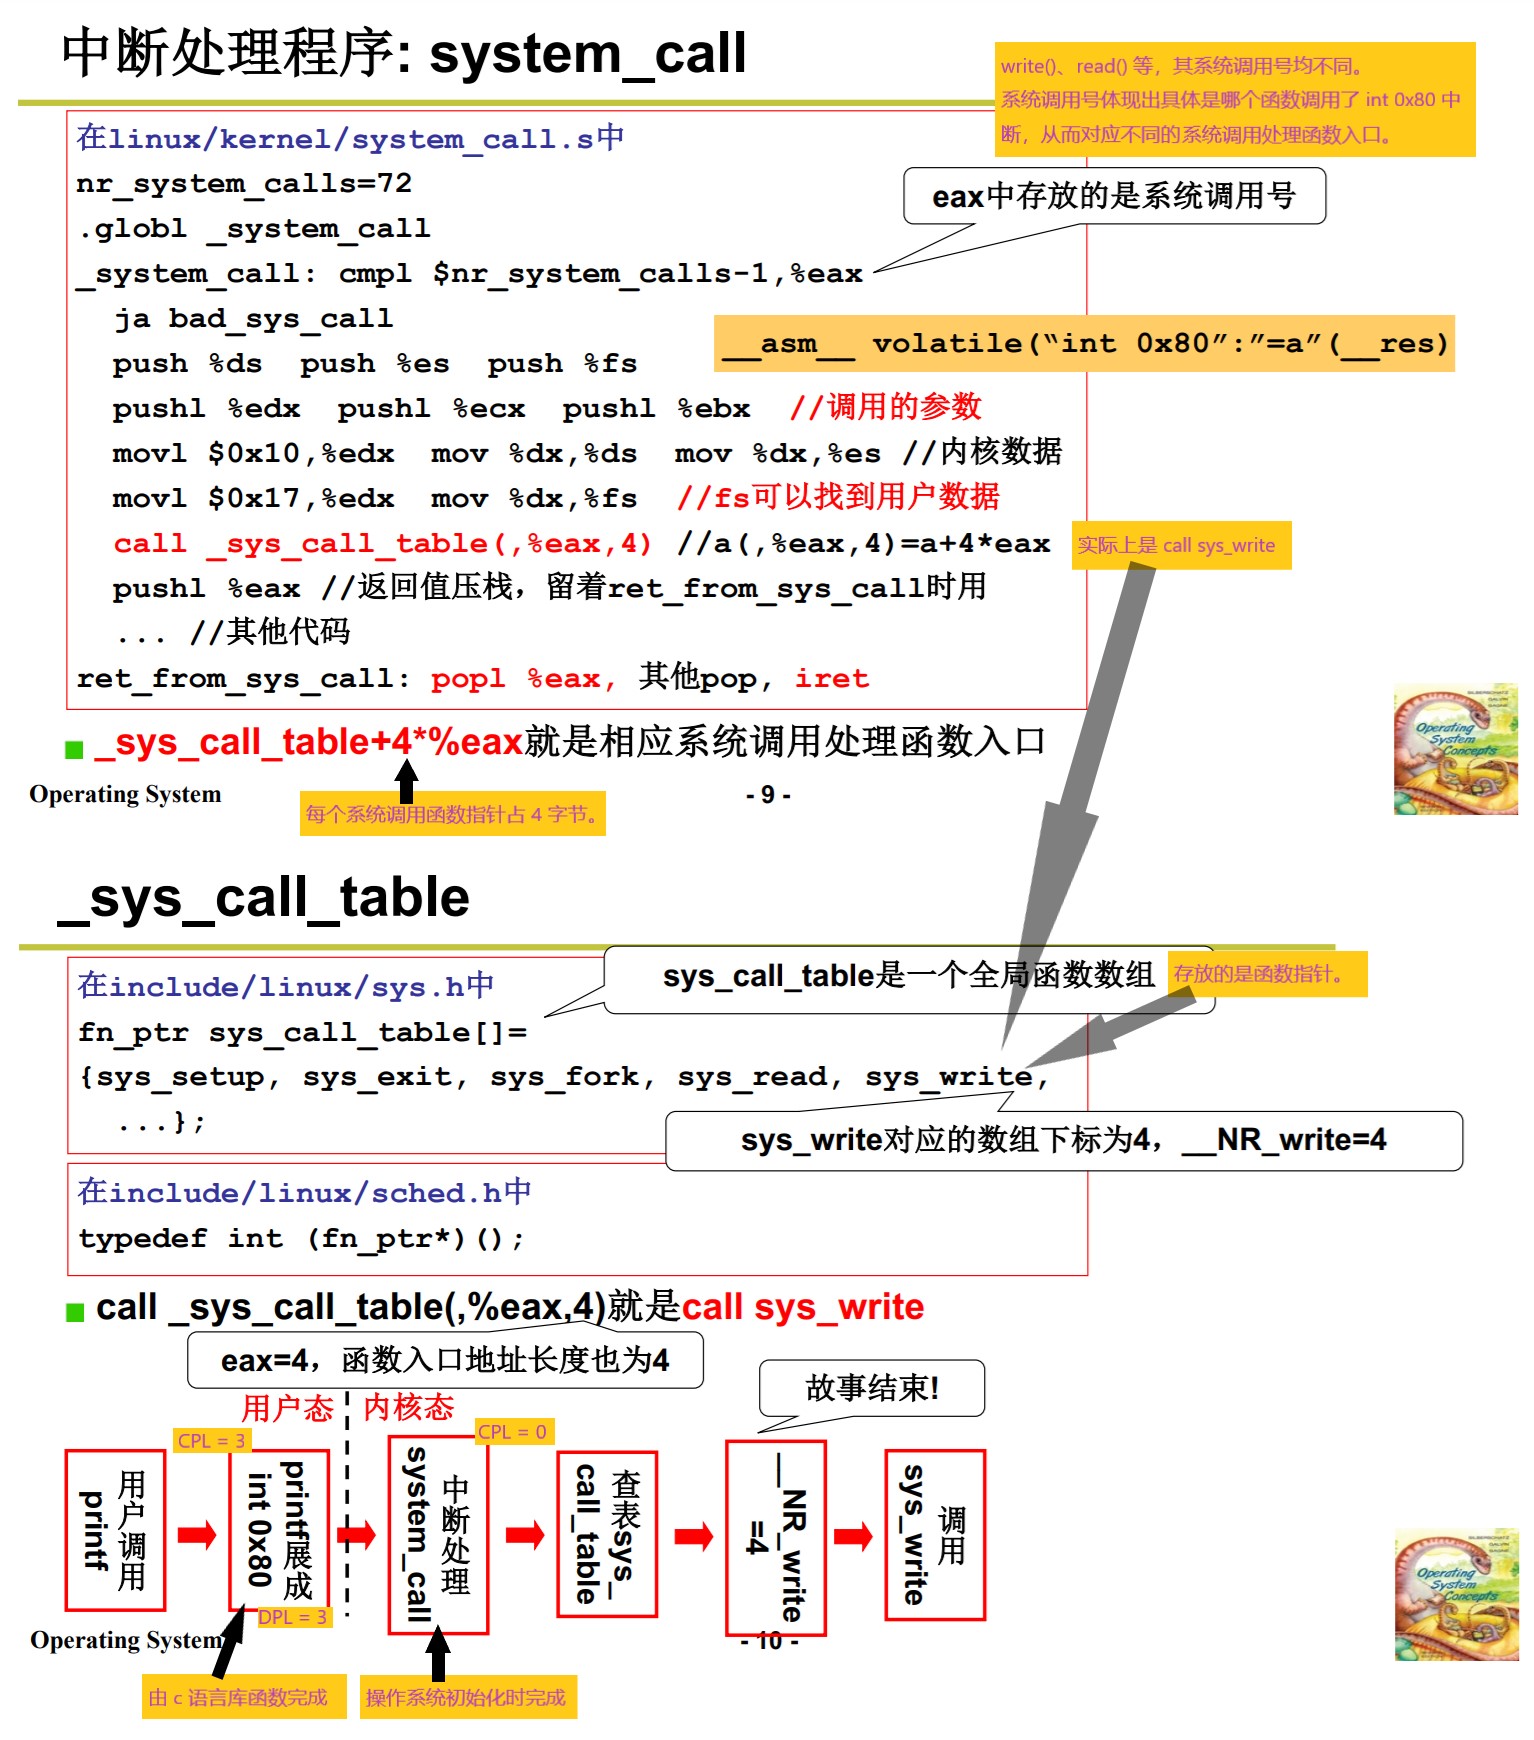 中断处理程序: system_call
write()、read() 等，其系统调用号均不同。
系统调用号体现出具体是哪个函数调用了 int 0x80 中
断，从而对应不同的系统调用处理函数入口。
在linux/kernel/system_call.s中
nr_system_calls=72
eax中存放的是系统调用号
.globl _system_call
_system_call: cmpl $nr_system_calls-1,%eax
ja bad_sys_call
__asm__ volatile(“int 0x80”:”=a”(__res)
push %ds push %es push %fs
pushl %edx pushl %ecx pushl %ebx //调用的参数
movl $0x10,%edx mov %dx,%ds mov %dx,%es //内核数据
movl $0x17,%edx mov %dx,%fs //fs可以找到用户数据
call _sys_call_table(,%eax,4) //a(,%eax,4)=a+4*eax
实际上是 call sys_write
pushl %eax //返回值压栈，留着ret_from_sys_call时用
... //其他代码
ret_from_sys_call: popl %eax, 其他pop, iret
_sys_call_table+4*%eax就是相应系统调用处理函数入口
Operating System
- 9 -
每个系统调用函数指针占 4 字节。
Operating
System
Concepts
_sys_call_table
在include/linux/sys.h中
sys_call_table是一个全局函数数组
存放的是函数指针。
fn_ptr sys_call_table[]=
{sys_setup, sys_exit, sys_fork, sys_read, sys_write,
...};
sys_write对应的数组下标为4，__NR_write=4
在include/linux/sched.h中
typedef int (fn_ptr*)();
call _sys_call_table(,%eax,4)就是call sys_write
eax=4，函数入口地址长度也为4
故事结束!
用户态
内核态
CPL = 3
CPL = 0
用户调用
printf
printf展成
int 0x80
中断处理
system_call
查表sys_
call_table
__NR_write
=4
调用
sys_write
DPL = 3
Operating System
- 10 -
由 c 语言库函数完成
操作系统初始化时完成
Operating
System
Concepts